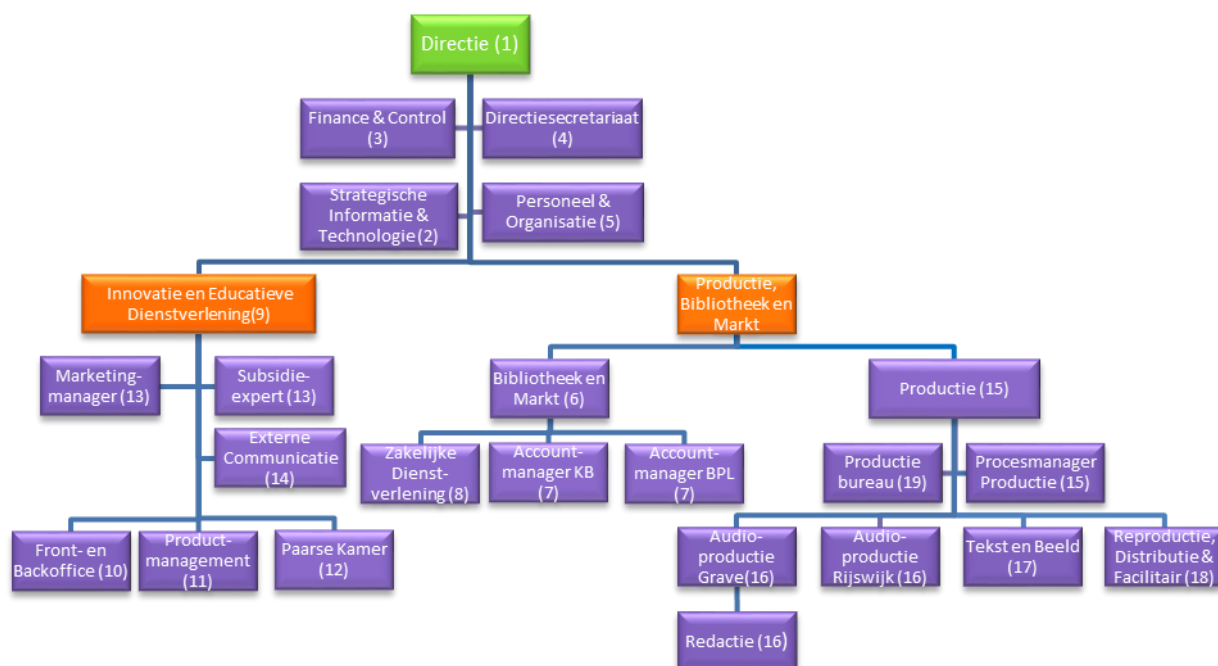 Directie (1)
Finance & Control
(3)
Directiesecretariaat
(4)
Strategische
Informatie &
Technologie (2)
Personeel &
Organisatie (5)
Innovatie en Educatieve
Dienstverlening(9)
Productie,
Bibliotheek en
Markt
Marketing-
manager (13)
Subsidie-
expert (13)
Externe
Communicatie
(14)
Front- en
Backoffice (10)
Product-
management
(11)
Paarse Kamer
(12)
Bibliotheek en
Markt (6)
Zakelijke
Dienst-
verlening (8)
Account-
manager KB
(7)
Account-
manager BPL
(7)
Productie (15)
Productie
bureau (19)
Procesmanager
Productie (15)
Audio-
productie
Grave(16)
Audio-
productie
Rijswijk (16)
Tekst en Beeld
(17)
Reproductie,
Distributie &
Facilitair (18)
Redactie (16)